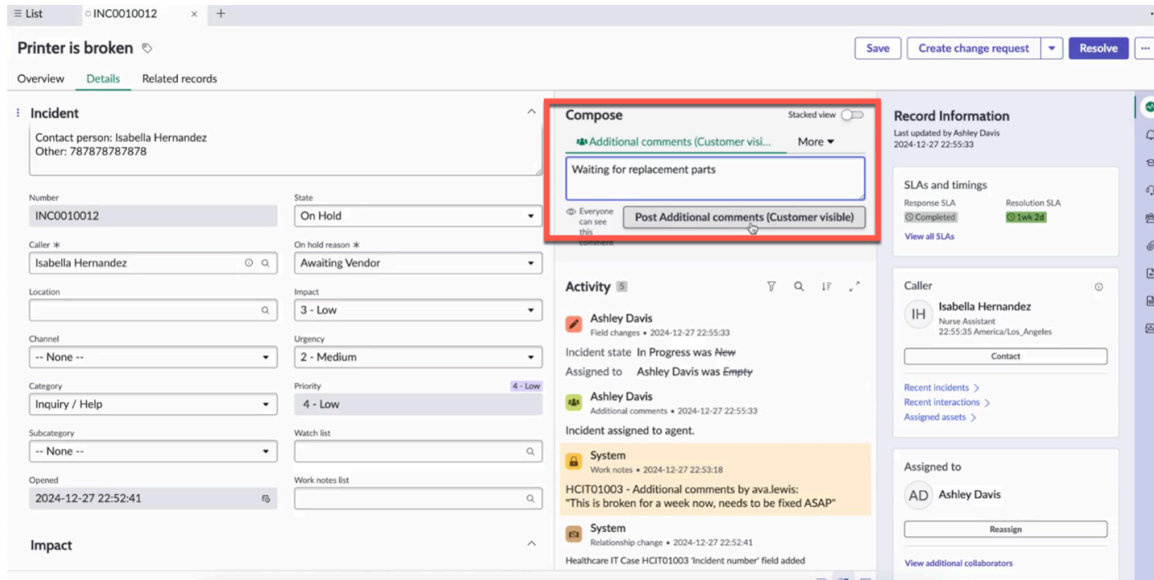 List
INC0010012
Printer is broken
Save
Create change request
Resolve
Overview
Details
Related records
Incident
Contact person: Isabella Hernandez
Other: 787878787878
Number
INC0010012
State
On Hold
Caller
Isabella Hernandez
On hold reason
Awaiting Vendor
Location
Impact
3 - Low
Channel
-- None --
Urgency
2 - Medium
Category
Inquiry / Help
Priority
4 - Low
4 - Low
Subcategory
-- None --
Watch list
Opened
2024-12-27 22:52:41
Work notes list
Impact
Compose
Stacked view
Additional comments (Customer visi...
More
Waiting for replacement parts
Everyone
can see
this
comment
Post Additional comments (Customer visible)
Activity 5
Ashley Davis
Field changes • 2024-12-27 22:55:33
Incident state In Progress was New
Assigned to Ashley Davis was Empty
Ashley Davis
Additional comments • 2024-12-27 22:55:33
Incident assigned to agent.
System
Work notes • 2024-12-27 22:53:18
HCIT01003 - Additional comments by ava.lewis:
"This is broken for a week now, needs to be fixed ASAP"
System
Relationship change • 2024-12-27 22:52:41
Healthcare IT Case HCIT01003 'Incident number' field added
Record Information
Last updated by Ashley Davis
2024-12-27 22:55:33
SLAs and timings
Response SLA
Completed
Resolution SLA
1wk 2d
View all SLAs
Caller
IH
Isabella Hernandez
Nurse Assistant
22:55:35 America/Los_Angeles
Contact
Recent incidents
Recent interactions
Assigned assets
Assigned to
AD
Ashley Davis
Reassign
View additional collaborators